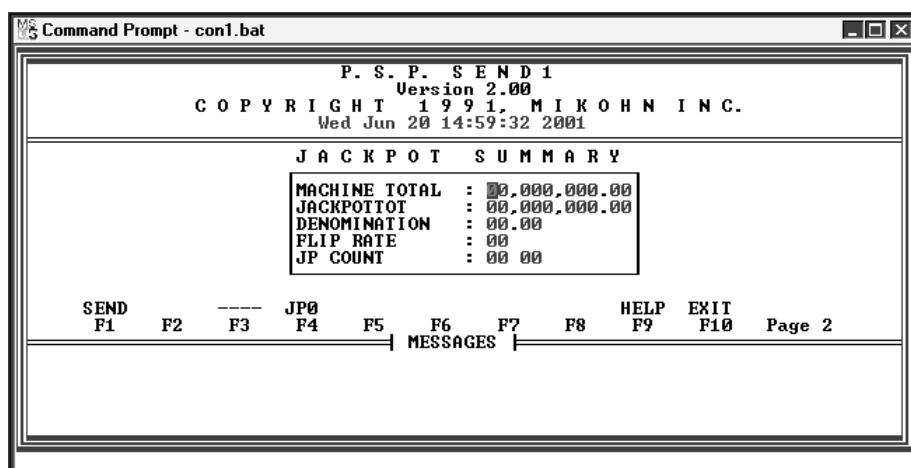 Command Prompt - con1.bat
P. S. P. S E N D 1
Version 2.00
C O P Y R I G H T 1 9 9 1, M I K O H N I N C.
Wed Jun 20 14:59:32 2001
J A C K P O T S U M M A R Y
MACHINE TOTAL : 00,000,000.00
JACKPOTTOT : 00,000,000.00
DENOMINATION : 00.00
FLIP RATE : 00
JP COUNT : 00 00
SEND ---- JP0 HELP EXIT
F1 F2 F3 F4 F5 F6 F7 F8 F9 F10 Page 2
MESSAGES